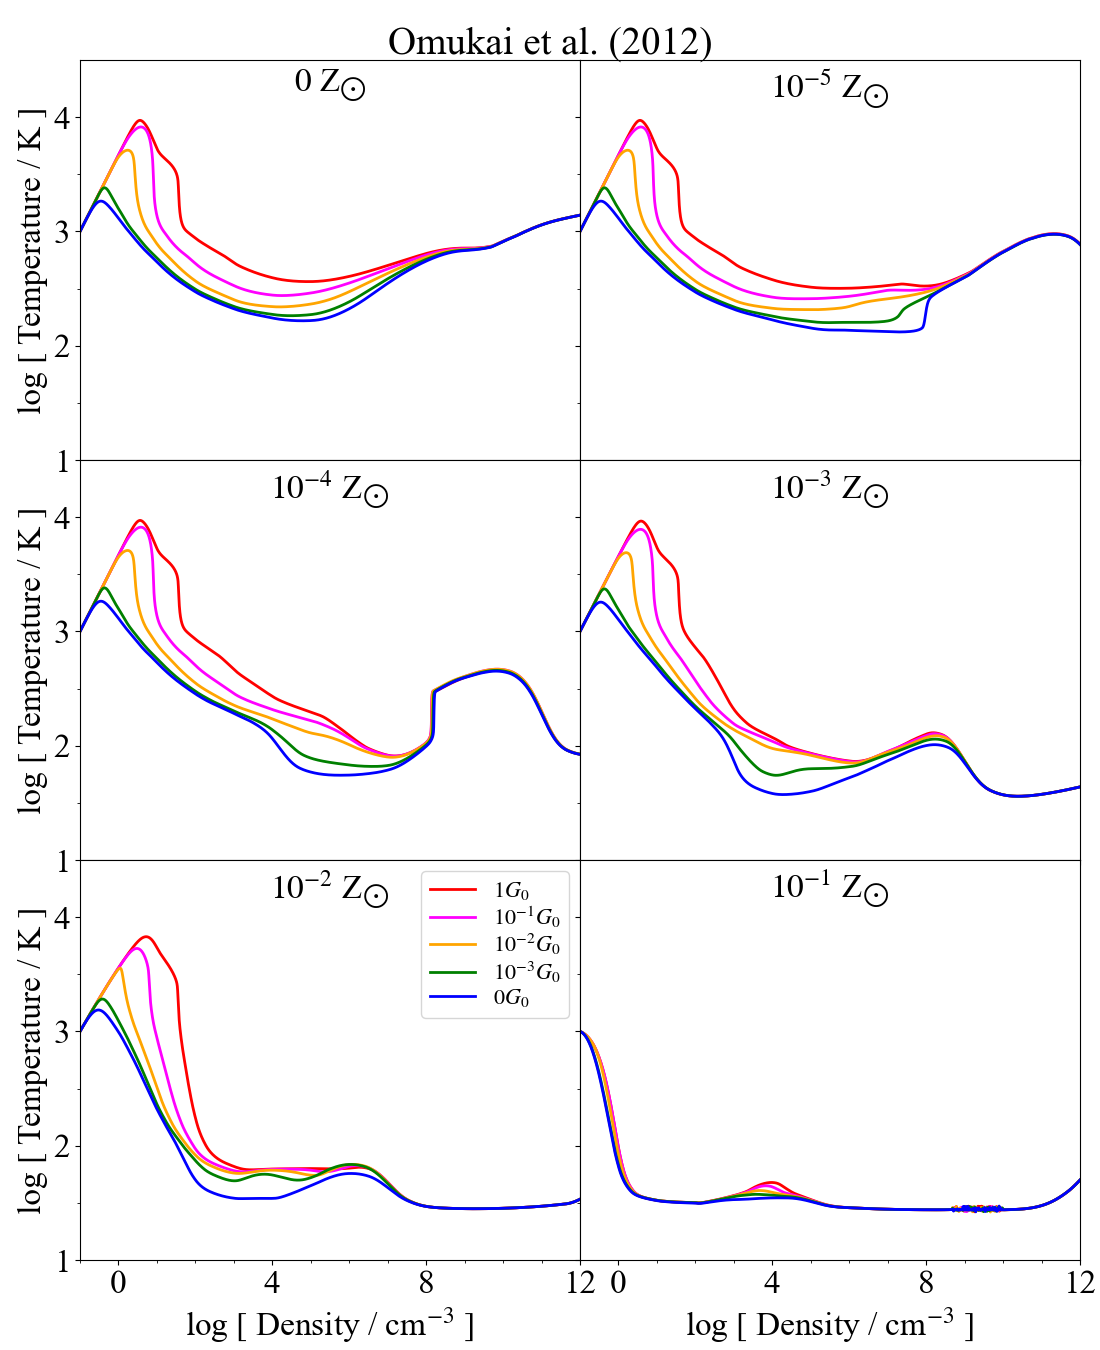 Omukai et al. (2012)
0 Z⨀
10⁻⁵ Z⨀
log [ Temperature / K ]
4
3
2
1
10⁻⁴ Z⨀
10⁻³ Z⨀
log [ Temperature / K ]
4
3
2
1
10⁻² Z⨀
10⁻¹ Z⨀
1G₀
10⁻¹G₀
10⁻²G₀
10⁻³G₀
0G₀
log [ Temperature / K ]
4
3
2
1
0 4 8 12 0 4 8 12
log [ Density / cm⁻³ ] log [ Density / cm⁻³ ]